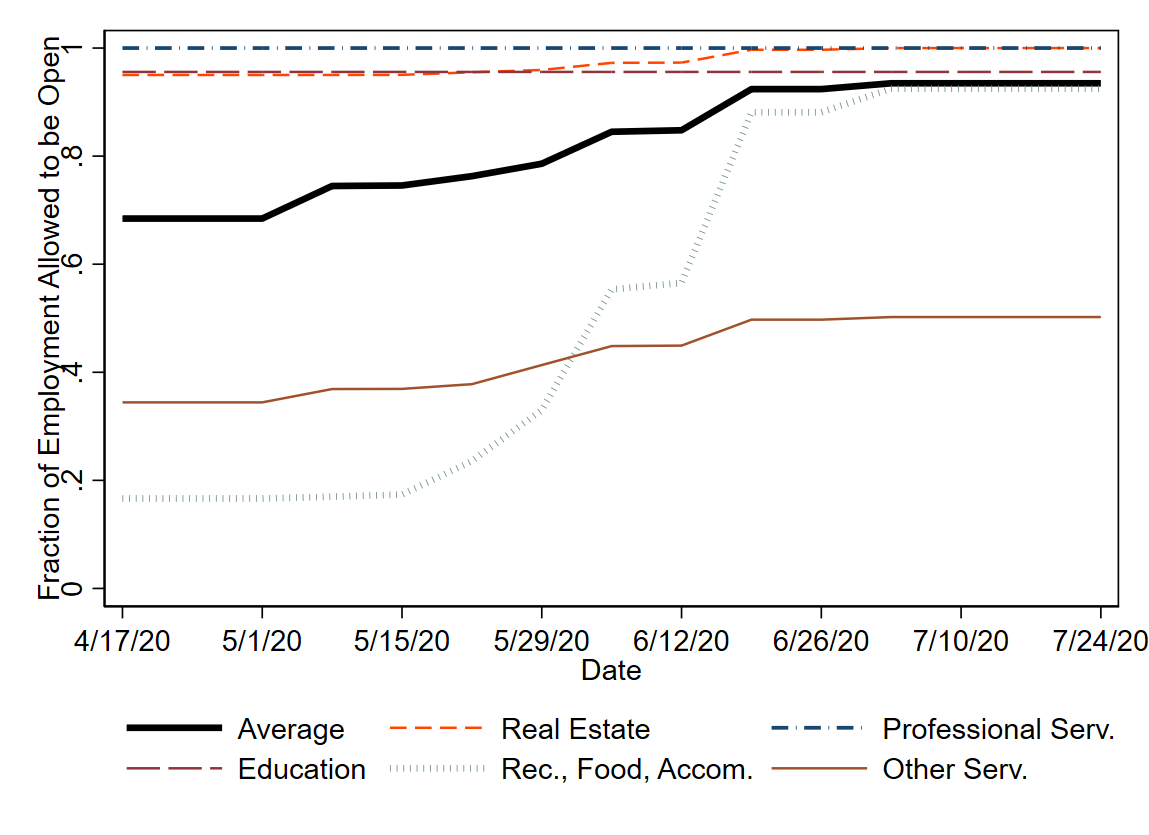 Fraction of Employment Allowed to be Open
1
.8
.6
.4
.2
0
4/17/20 5/1/20 5/15/20 5/29/20 6/12/20 6/26/20 7/10/20 7/24/20
Date
Average Real Estate Professional Serv.
Education Rec., Food, Accom. Other Serv.